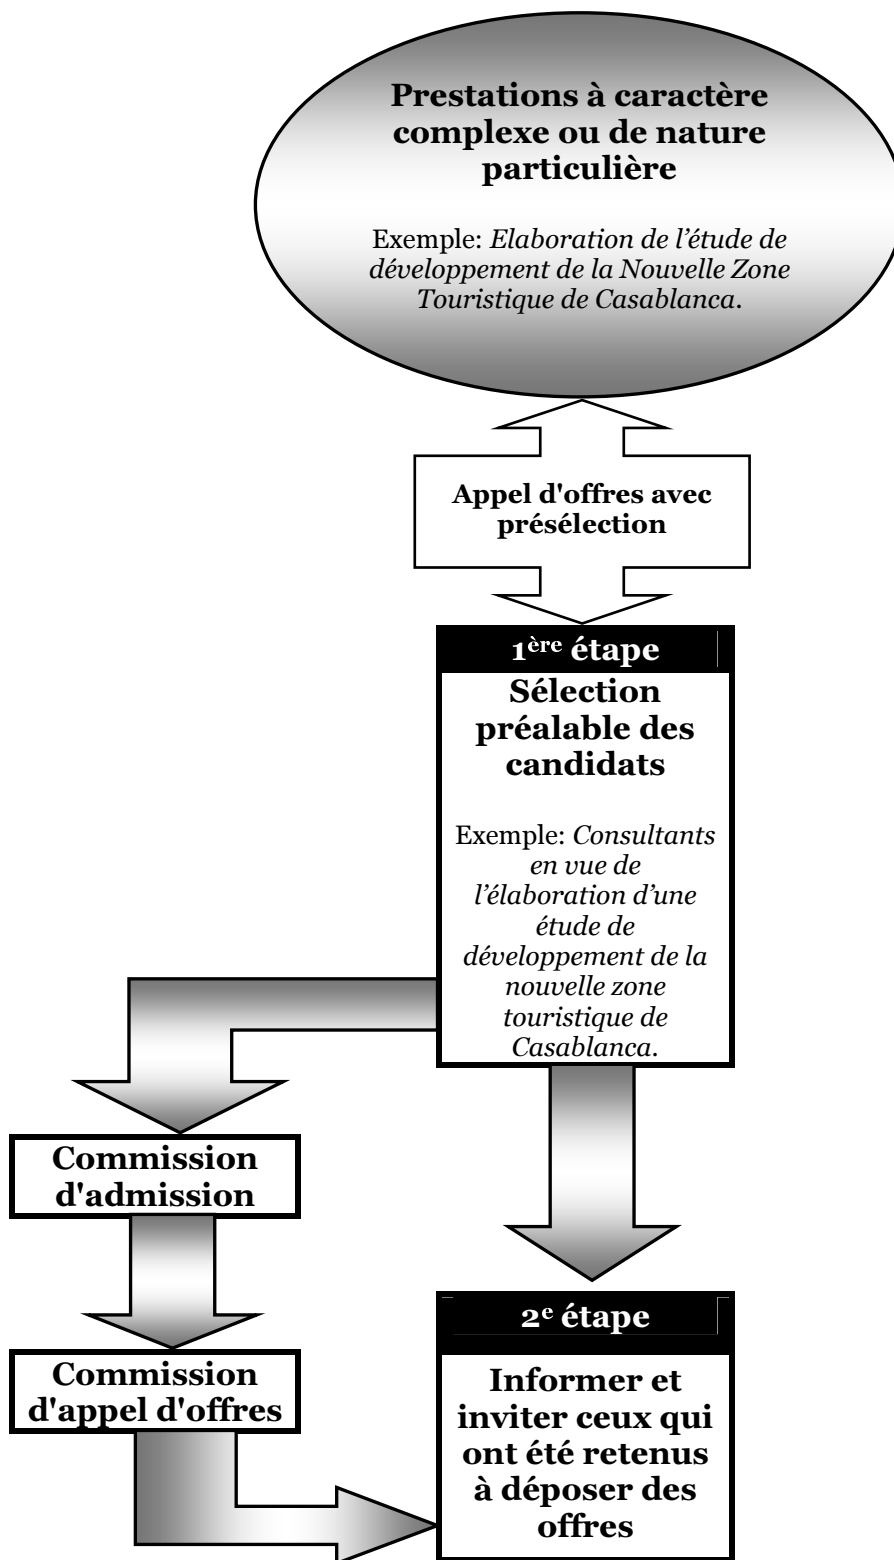 Prestations à caractère
complexe ou de nature
particulière
Exemple: Elaboration de l’étude de
développement de la Nouvelle Zone
Touristique de Casablanca.
Appel d'offres avec
présélection
1ère étape
Sélection
préalable des
candidats
Exemple: Consultants
en vue de
l’élaboration d’une
étude de
développement de la
nouvelle zone
touristique de
Casablanca.
Commission
d'admission
Commission
d'appel d'offres
2e étape
Informer et
inviter ceux qui
ont été retenus
à déposer des
offres